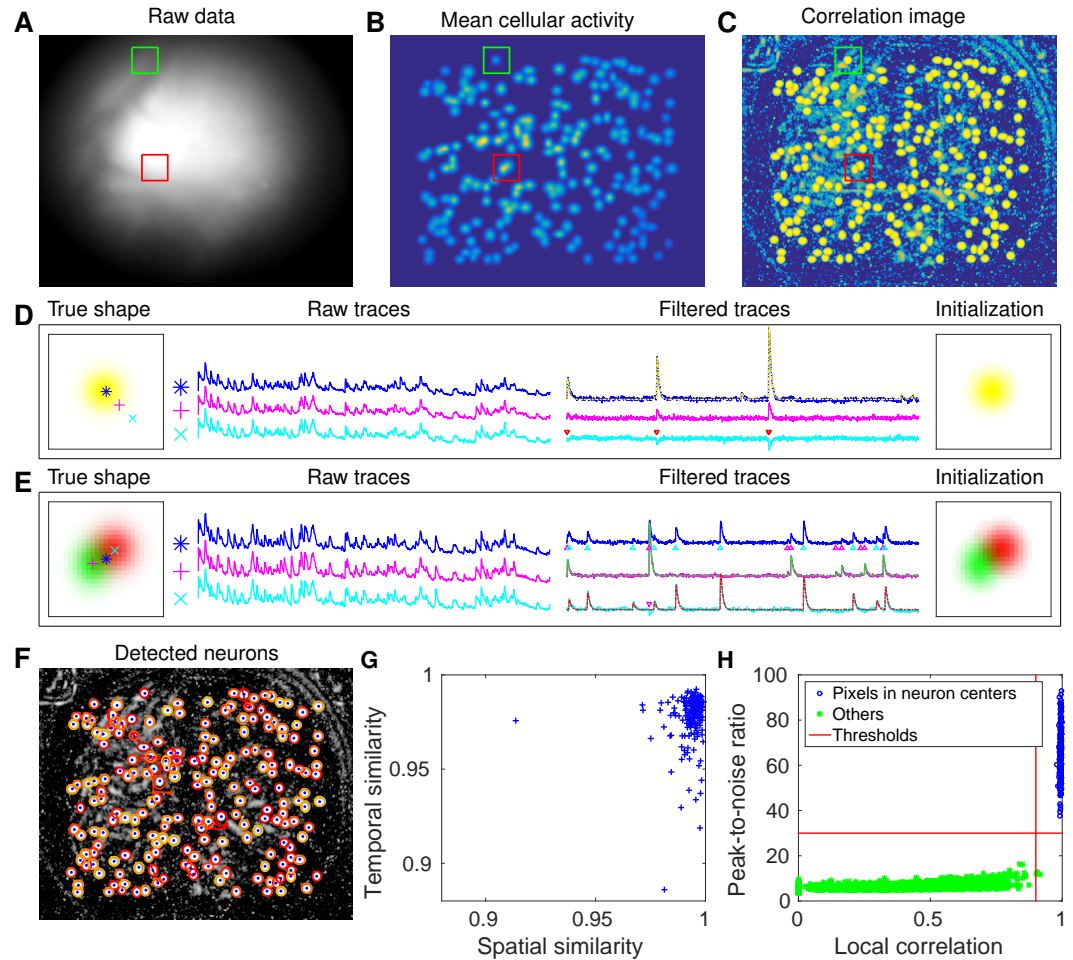 A Raw data
B Mean cellular activity
C Correlation image
D True shape Raw traces Filtered traces Initialization
E True shape Raw traces Filtered traces Initialization
F Detected neurons
G
1
0.95
0.9
Temporal similarity
0.9 0.95 1
Spatial similarity
H
100
80
60
40
20
0
Peak-to-noise ratio
Pixels in neuron centers
Others
Thresholds
0 0.5 1
Local correlation